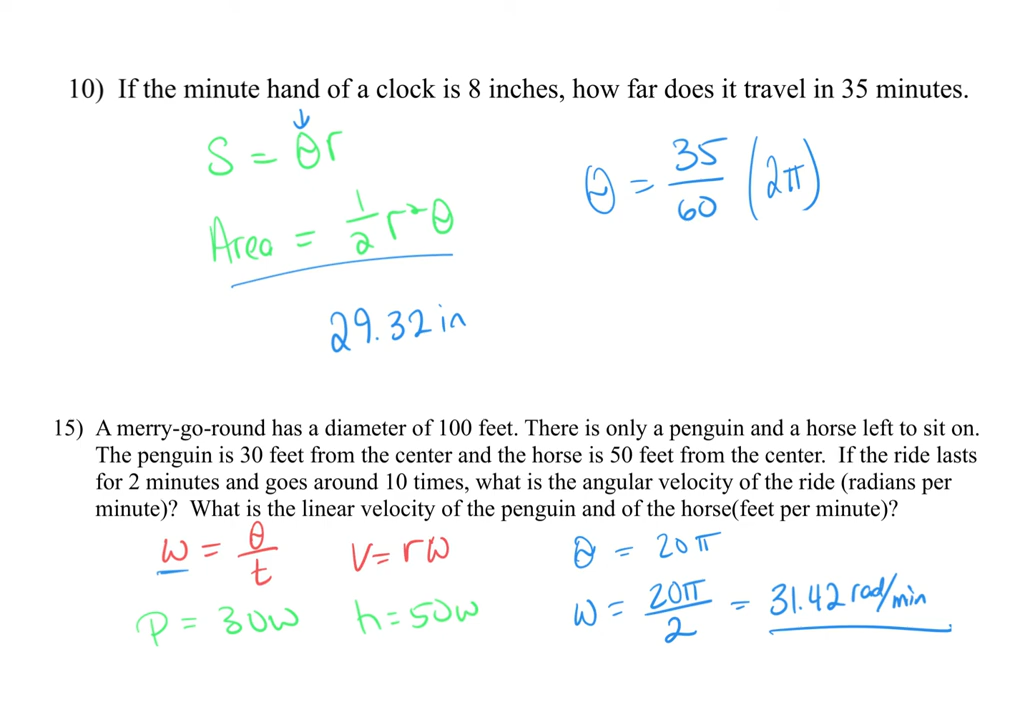 10) If the minute hand of a clock is 8 inches, how far does it travel in 35 minutes.
S = θr
θ = 35/60 (2π)
Area = 1/2 r²θ
29.32 in
15) A merry-go-round has a diameter of 100 feet. There is only a penguin and a horse left to sit on.
The penguin is 30 feet from the center and the horse is 50 feet from the center. If the ride lasts
for 2 minutes and goes around 10 times, what is the angular velocity of the ride (radians per
minute)? What is the linear velocity of the penguin and of the horse(feet per minute)?
w = θ/t V = rw θ = 20π
P = 30w h = 50w w = 20π/2 = 31.42 rad/min